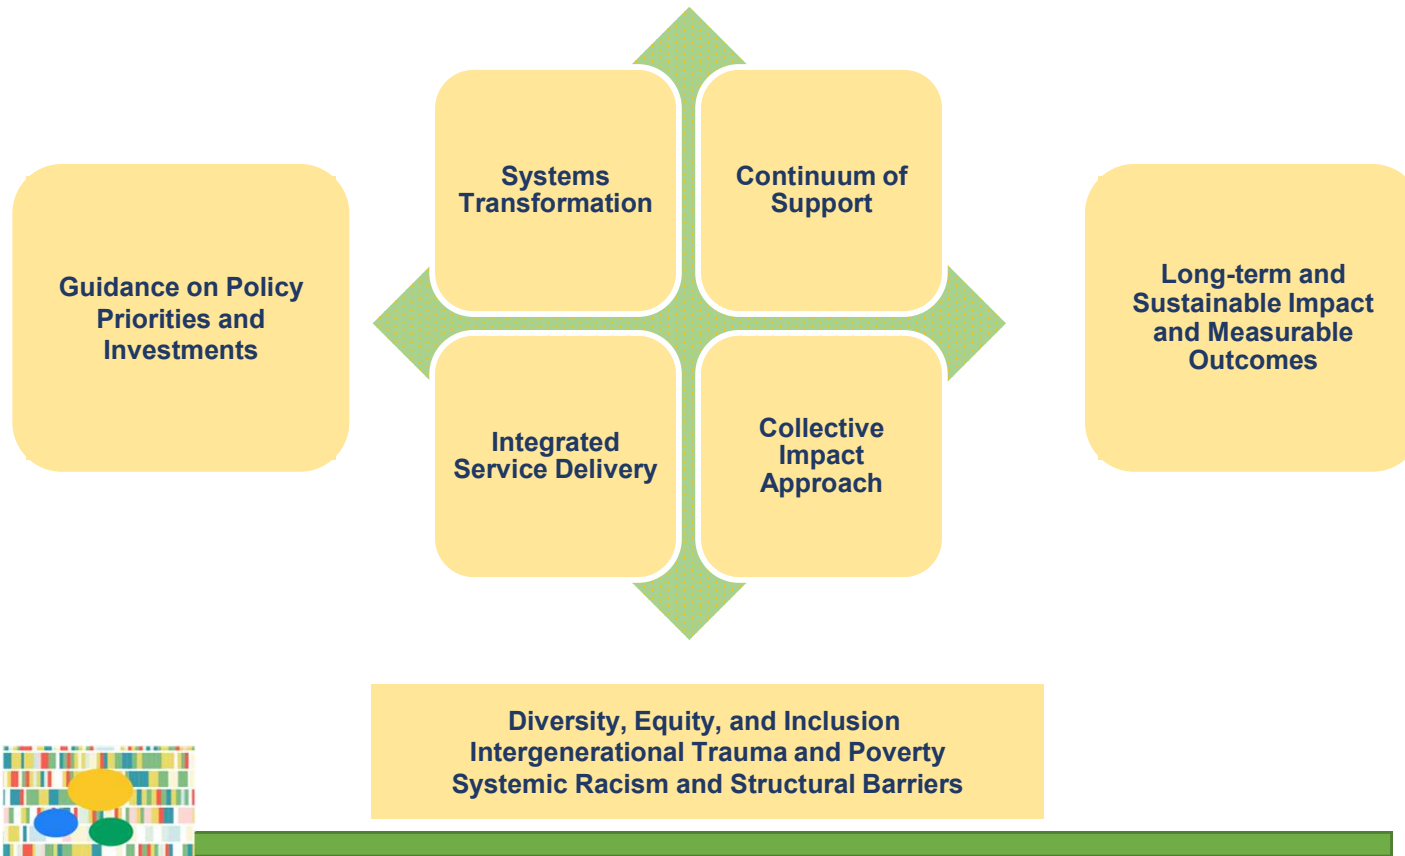 Systems
Transformation
Continuum of
Support
Guidance on Policy
Priorities and
Investments
Long-term and
Sustainable Impact
and Measurable
Outcomes
Integrated
Service Delivery
Collective
Impact
Approach
Diversity, Equity, and Inclusion
Intergenerational Trauma and Poverty
Systemic Racism and Structural Barriers